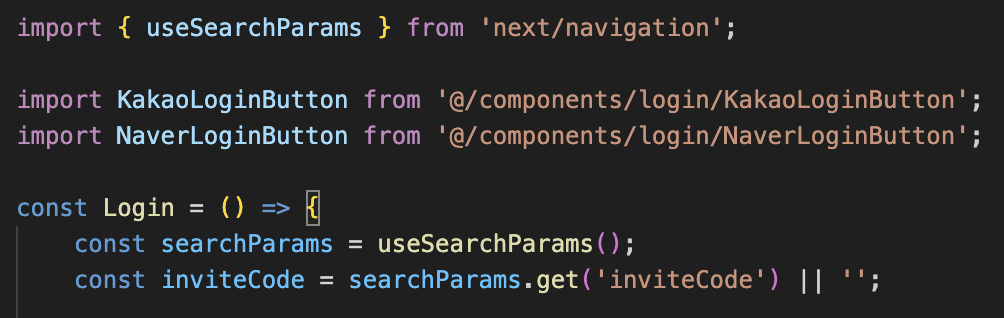 import { useSearchParams } from 'next/navigation';
import KakaoLoginButton from '@/components/login/KakaoLoginButton';
import NaverLoginButton from '@/components/login/NaverLoginButton';
const Login = () => {
const searchParams = useSearchParams();
const inviteCode = searchParams.get('inviteCode') || '';